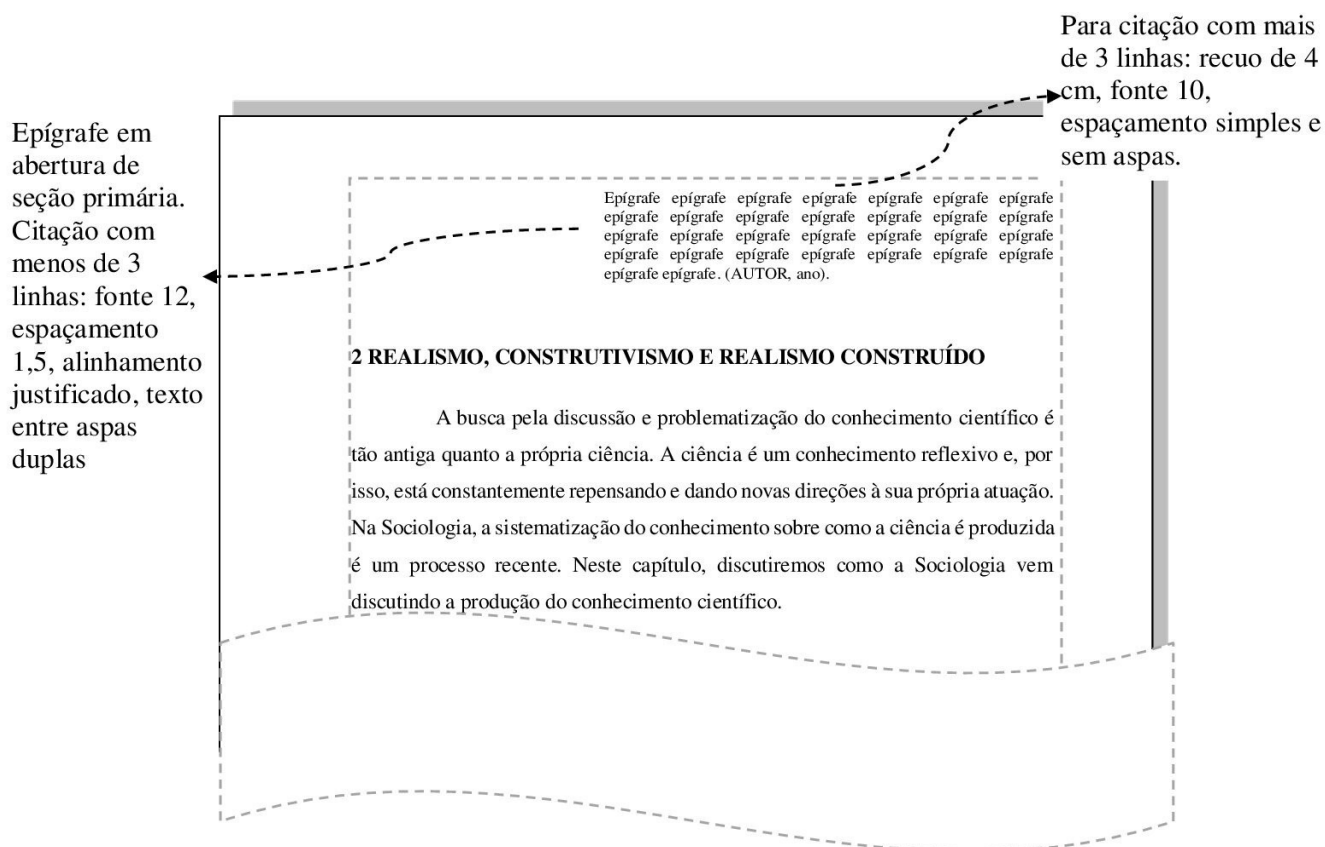 Para citação com mais
de 3 linhas: recuo de 4
cm, fonte 10,
espaçamento simples e
sem aspas.
Epígrafe em
abertura de
seção primária.
Citação com
menos de 3
linhas: fonte 12,
espaçamento
1,5, alinhamento
justificado, texto
entre aspas
duplas
Epígrafe epígrafe epígrafe epígrafe epígrafe epígrafe epígrafe
epígrafe epígrafe epígrafe epígrafe epígrafe epígrafe epígrafe
epígrafe epígrafe epígrafe epígrafe epígrafe epígrafe epígrafe
epígrafe epígrafe epígrafe epígrafe epígrafe epígrafe epígrafe
epígrafe epígrafe. (AUTOR, ano).
2 REALISMO, CONSTRUTIVISMO E REALISMO CONSTRUÍDO
A busca pela discussão e problematização do conhecimento científico é
tão antiga quanto a própria ciência. A ciência é um conhecimento reflexivo e, por
isso, está constantemente repensando e dando novas direções à sua própria atuação.
Na Sociologia, a sistematização do conhecimento sobre como a ciência é produzida
é um processo recente. Neste capítulo, discutiremos como a Sociologia vem
discutindo a produção do conhecimento científico.